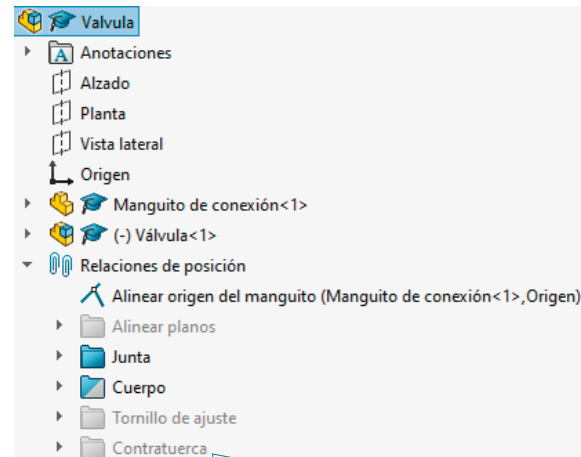 Valvula
Anotaciones
Alzado
Planta
Vista lateral
Origen
Manguito de conexión<1>
(-) Válvula<1>
Relaciones de posición
Alinear origen del manguito (Manguito de conexión<1>,Origen)
Alinear planos
Junta
Cuerpo
Tornillo de ajuste
Contratuerca